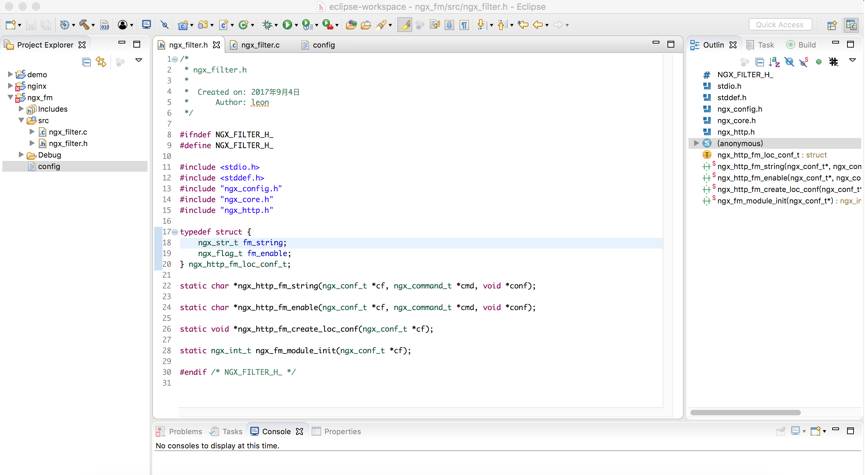 eclipse-workspace - ngx_fm/src/ngx_filter.h - Eclipse
Quick Access
Project Explorer
demo
nginx
ngx_fm
Includes
src
ngx_filter.c
ngx_filter.h
Debug
config
ngx_filter.h
ngx_filter.c
config
1 /*
2 * ngx_filter.h
3 *
4 * Created on: 2017年9月4日
5 * Author: leon
6 */
7
8 #ifndef NGX_FILTER_H_
9 #define NGX_FILTER_H_
10
11 #include <stdio.h>
12 #include <stddef.h>
13 #include "ngx_config.h"
14 #include "ngx_core.h"
15 #include "ngx_http.h"
16
17 typedef struct {
18 ngx_str_t fm_string;
19 ngx_flag_t fm_enable;
20 } ngx_http_fm_loc_conf_t;
21
22 static char *ngx_http_fm_string(ngx_conf_t *cf, ngx_command_t *cmd, void *conf);
23
24 static char *ngx_http_fm_enable(ngx_conf_t *cf, ngx_command_t *cmd, void *conf);
25
26 static void *ngx_http_fm_create_loc_conf(ngx_conf_t *cf);
27
28 static ngx_int_t ngx_fm_module_init(ngx_conf_t *cf);
29
30 #endif /* NGX_FILTER_H_ */
31
Outlin
Task
Build
NGX_FILTER_H_
stdio.h
stddef.h
ngx_config.h
ngx_core.h
ngx_http.h
(anonymous)
ngx_http_fm_loc_conf_t : struct
ngx_http_fm_string(ngx_conf_t*, ngx_co
ngx_http_fm_enable(ngx_conf_t*, ngx_co
ngx_http_fm_create_loc_conf(ngx_conf_t*
ngx_fm_module_init(ngx_conf_t*) : ngx_in
Problems
Tasks
Console
Properties
No consoles to display at this time.